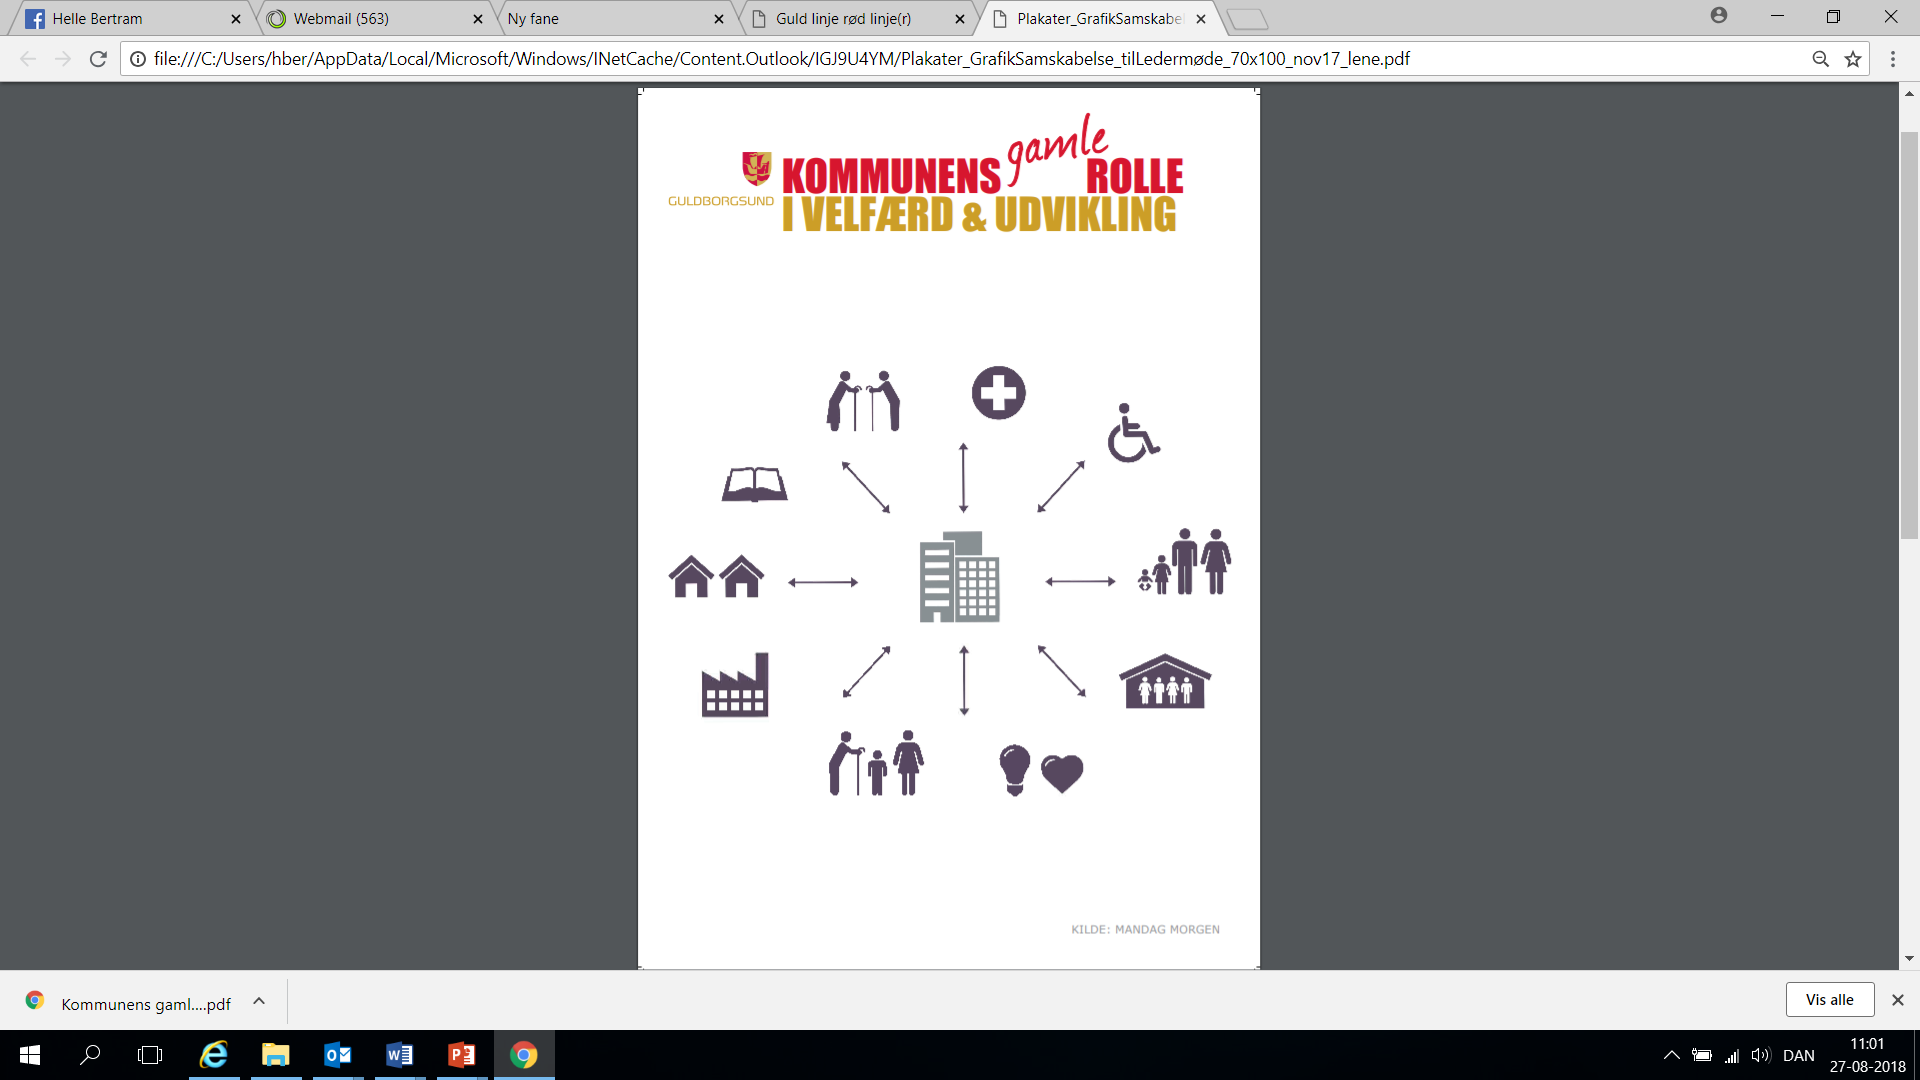 Helle Bertram
Webmail (563)
Ny fane
Guld linje rød linje(r)
Plakater_GrafikSamskabe
file:///C:/Users/hber/AppData/Local/Microsoft/Windows/INetCache/Content.Outlook/IGJ9U4YM/Plakater_GrafikSamskabelse_tilLedermøde_70x100_nov17_lene.pdf
gamle
KOMMUNENS ROLLE
GULDBORGSUND
I VELFÆRD & UDVIKLING
KILDE: MANDAG MORGEN
Kommunens gaml....pdf
Vis alle
DAN
11:01
27-08-2018